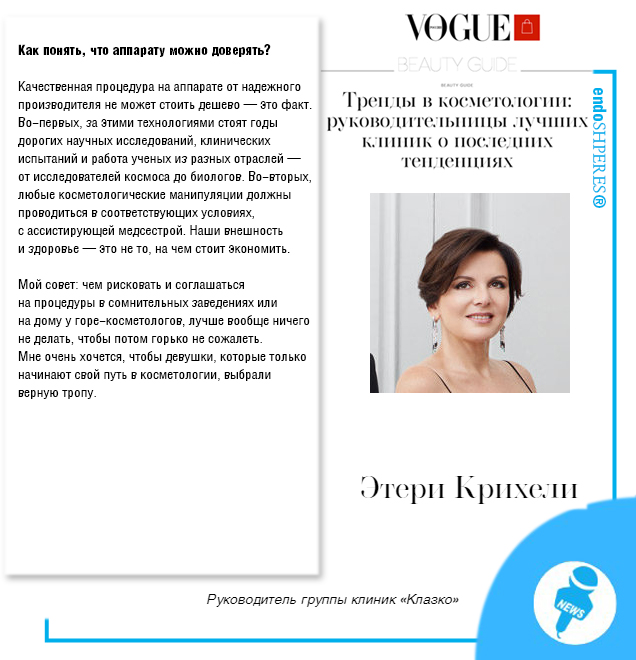 Как понять, что аппарату можно доверять?
Качественная процедура на аппарате от надежного
производителя не может стоить дешево — это факт.
Во-первых, за этими технологиями стоят годы
дорогих научных исследований, клинических
испытаний и работа ученых из разных отраслей —
от исследователей космоса до биологов. Во-вторых,
любые косметологические манипуляции должны
проводиться в соответствующих условиях,
с ассистирующей медсестрой. Наши внешность
и здоровье — это не то, на чем стоит экономить.
Мой совет: чем рисковать и соглашаться
на процедуры в сомнительных заведениях или
на дому у горе-косметологов, лучше вообще ничего
не делать, чтобы потом горько не сожалеть.
Мне очень хочется, чтобы девушки, которые только
начинают свой путь в косметологии, выбрали
верную тропу.
VOGUE
BEAUTY GUIDE
BEAUTY GUIDE
Тренды в косметологии:
руководительницы лучших
клиник о последних
тенденциях
endoSHPERES®
Этери Крихели
Руководитель группы клиник «Клазко»
NEWS